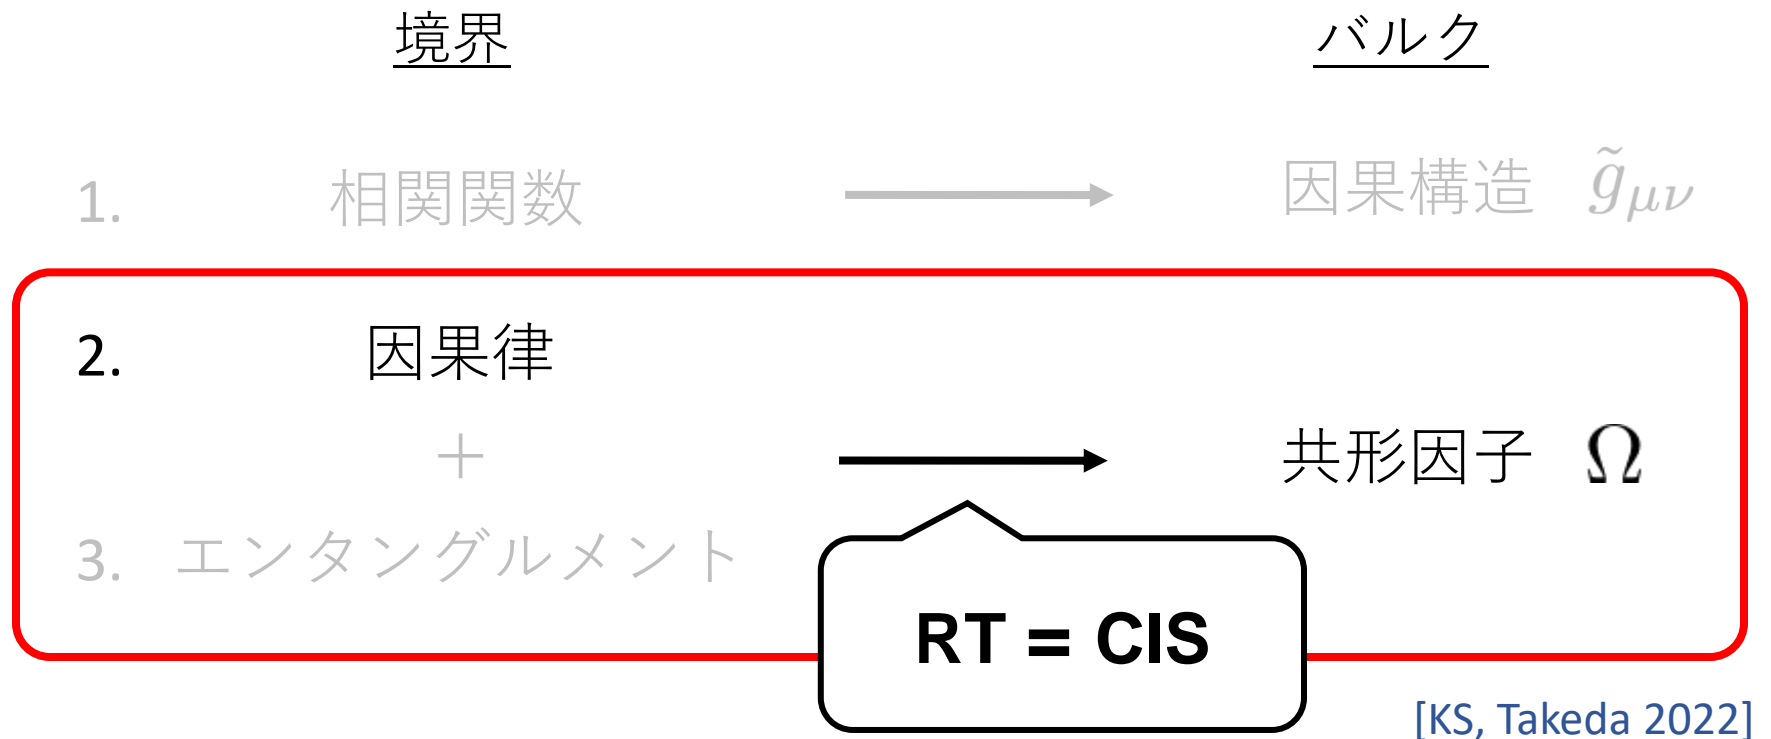 境界 バルク
1. 相関関数 因果構造 g̃μν
2. 因果律
+ 共形因子 Ω
3. エンタングルメント
RT = CIS
[KS, Takeda 2022]